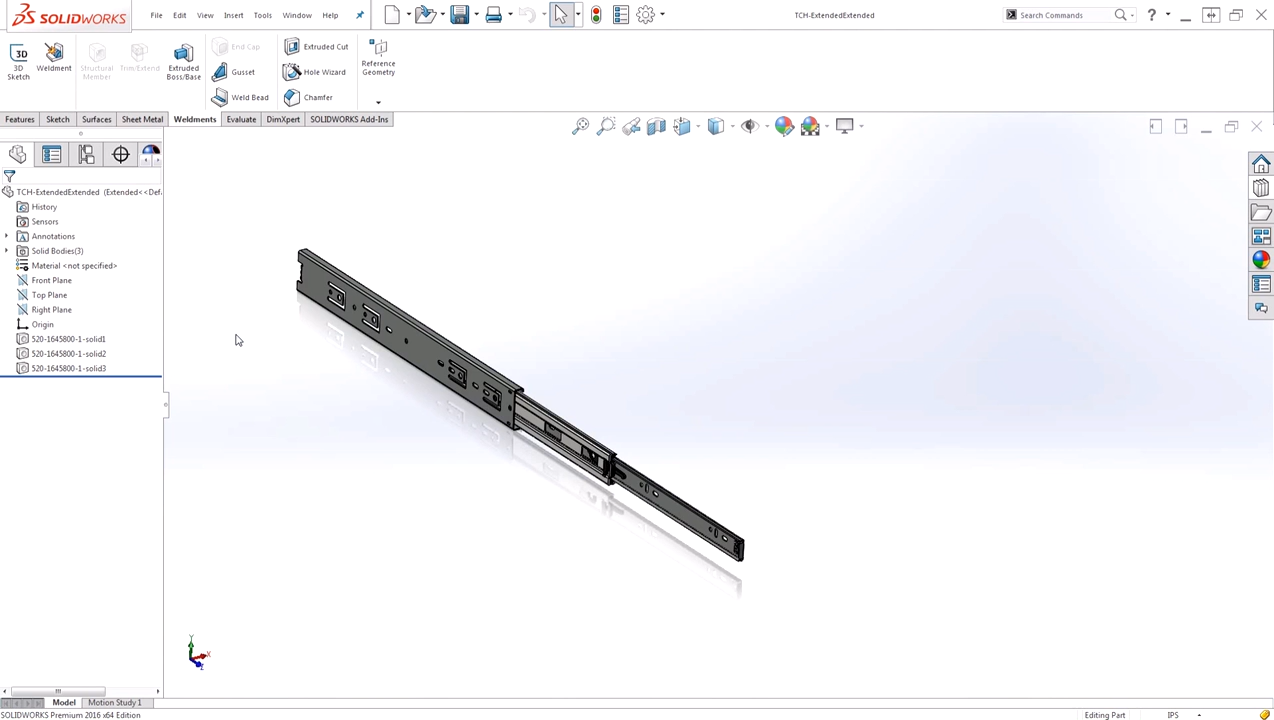 SOLIDWORKS
File Edit View Insert Tools Window Help
TCH-ExtendedExtended
Search Commands
3D Sketch
Weldment
Structural Member
Trim/Extend
Extruded Boss/Base
End Cap
Gusset
Weld Bead
Extruded Cut
Hole Wizard
Chamfer
Reference Geometry
Features Sketch Surfaces Sheet Metal Weldments Evaluate DimXpert SOLIDWORKS Add-Ins
TCH-ExtendedExtended (Extended<<Def
History
Sensors
Annotations
Solid Bodies(3)
Material <not specified>
Front Plane
Top Plane
Right Plane
Origin
520-1645800-1-solid1
520-1645800-1-solid2
520-1645800-1-solid3
Y
X
Z
Model Motion Study 1
SOLIDWORKS Premium 2016 x64 Edition
Editing Part
IPS